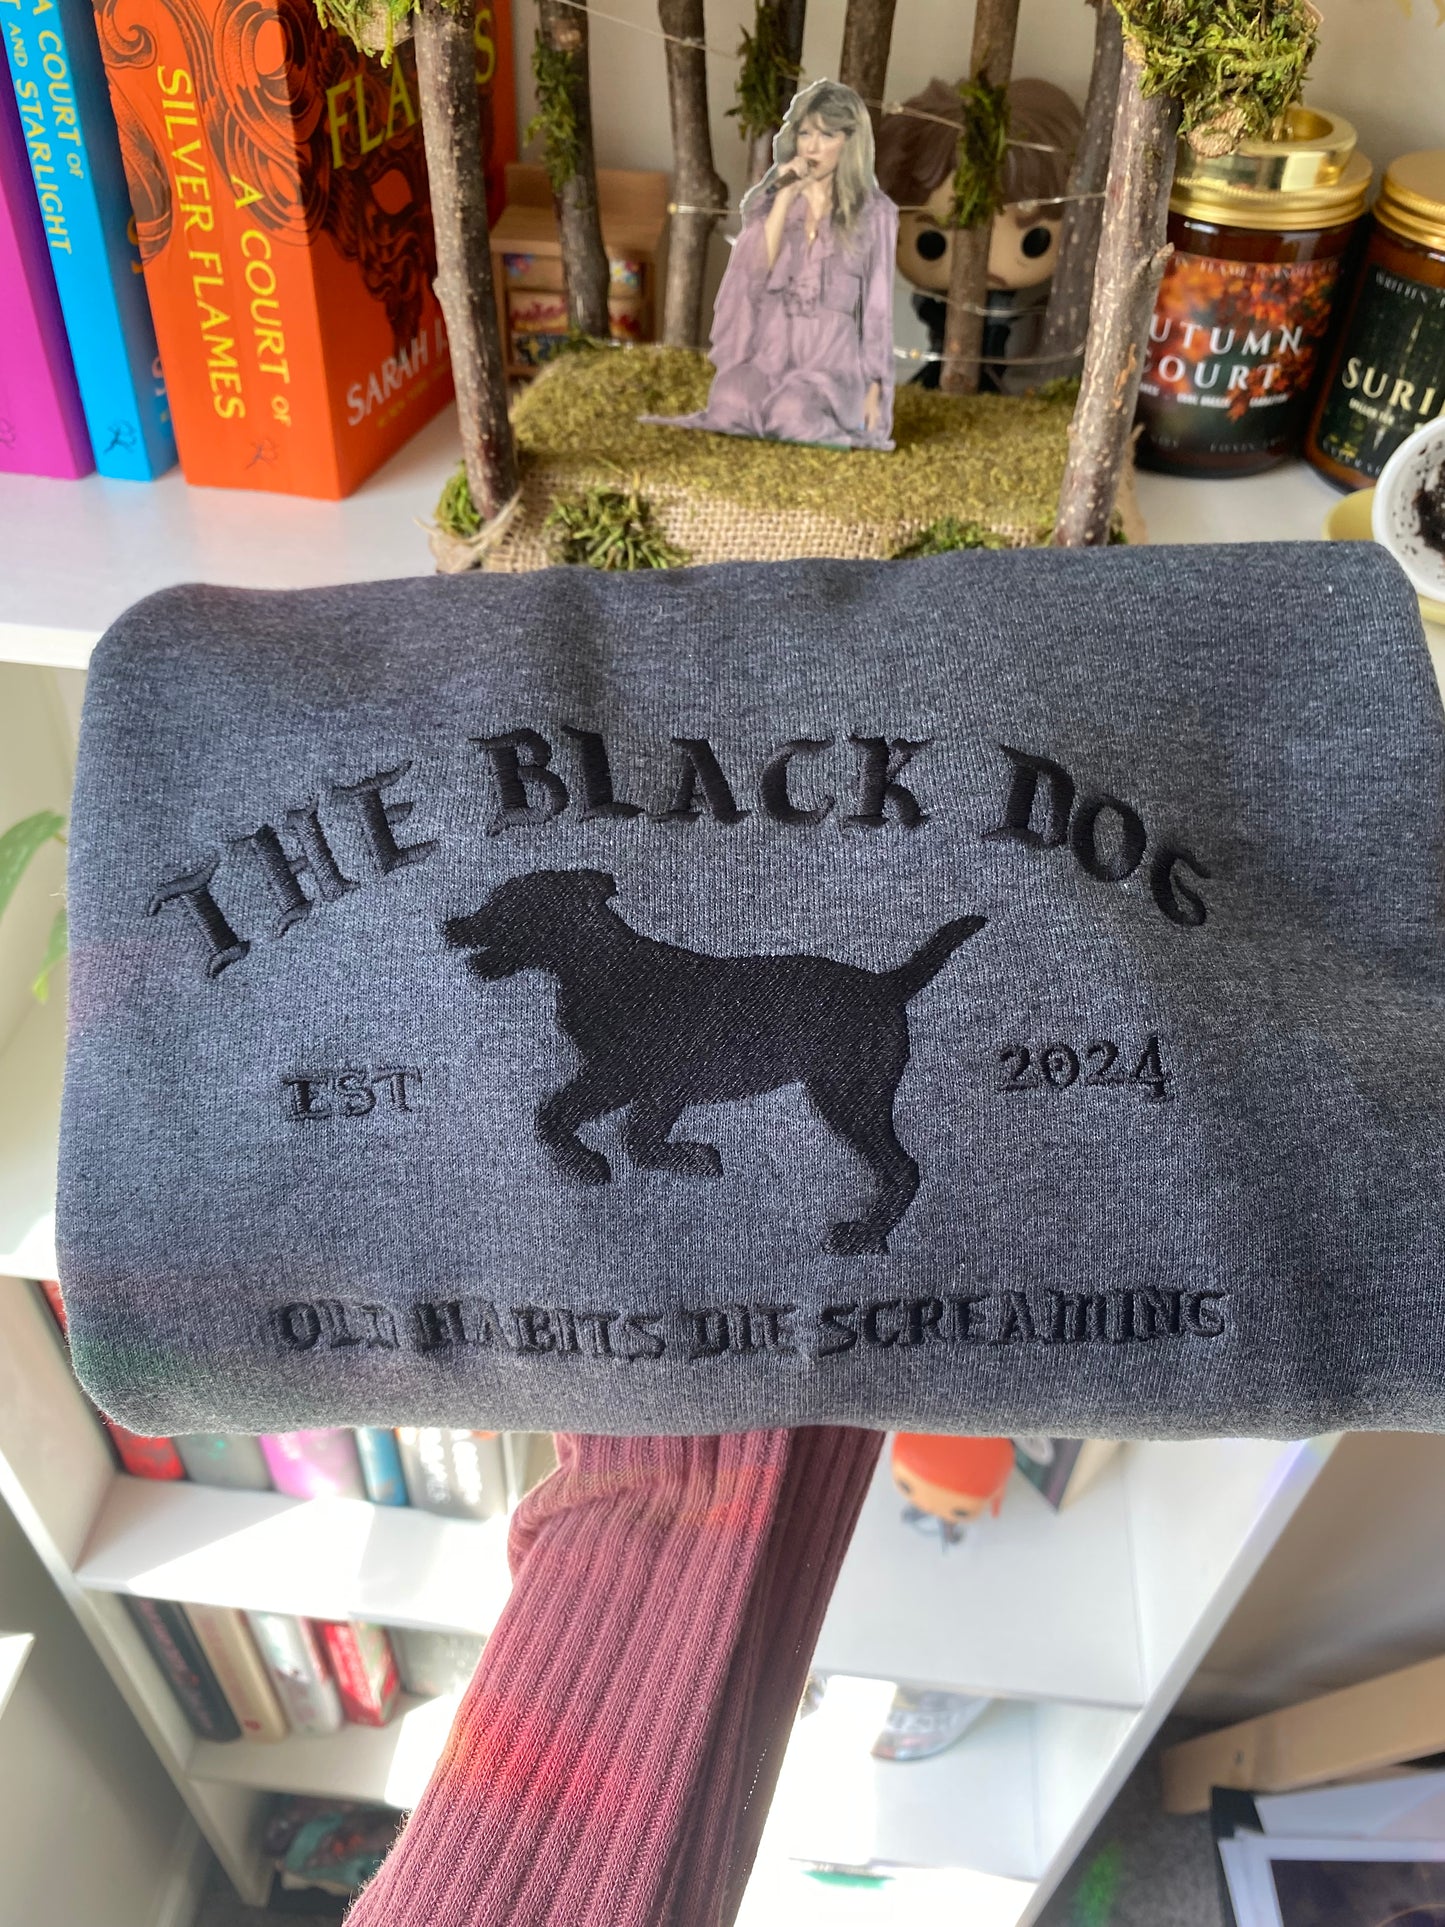 A COURT OF
AND STARLIGHT
A COURT OF
SILVER FLAMES
FLA
SARAH
AUTUMN
COURT
SURI
THE BLACK DOG
EST 2024
OLD HABITS DIE SCREAMING